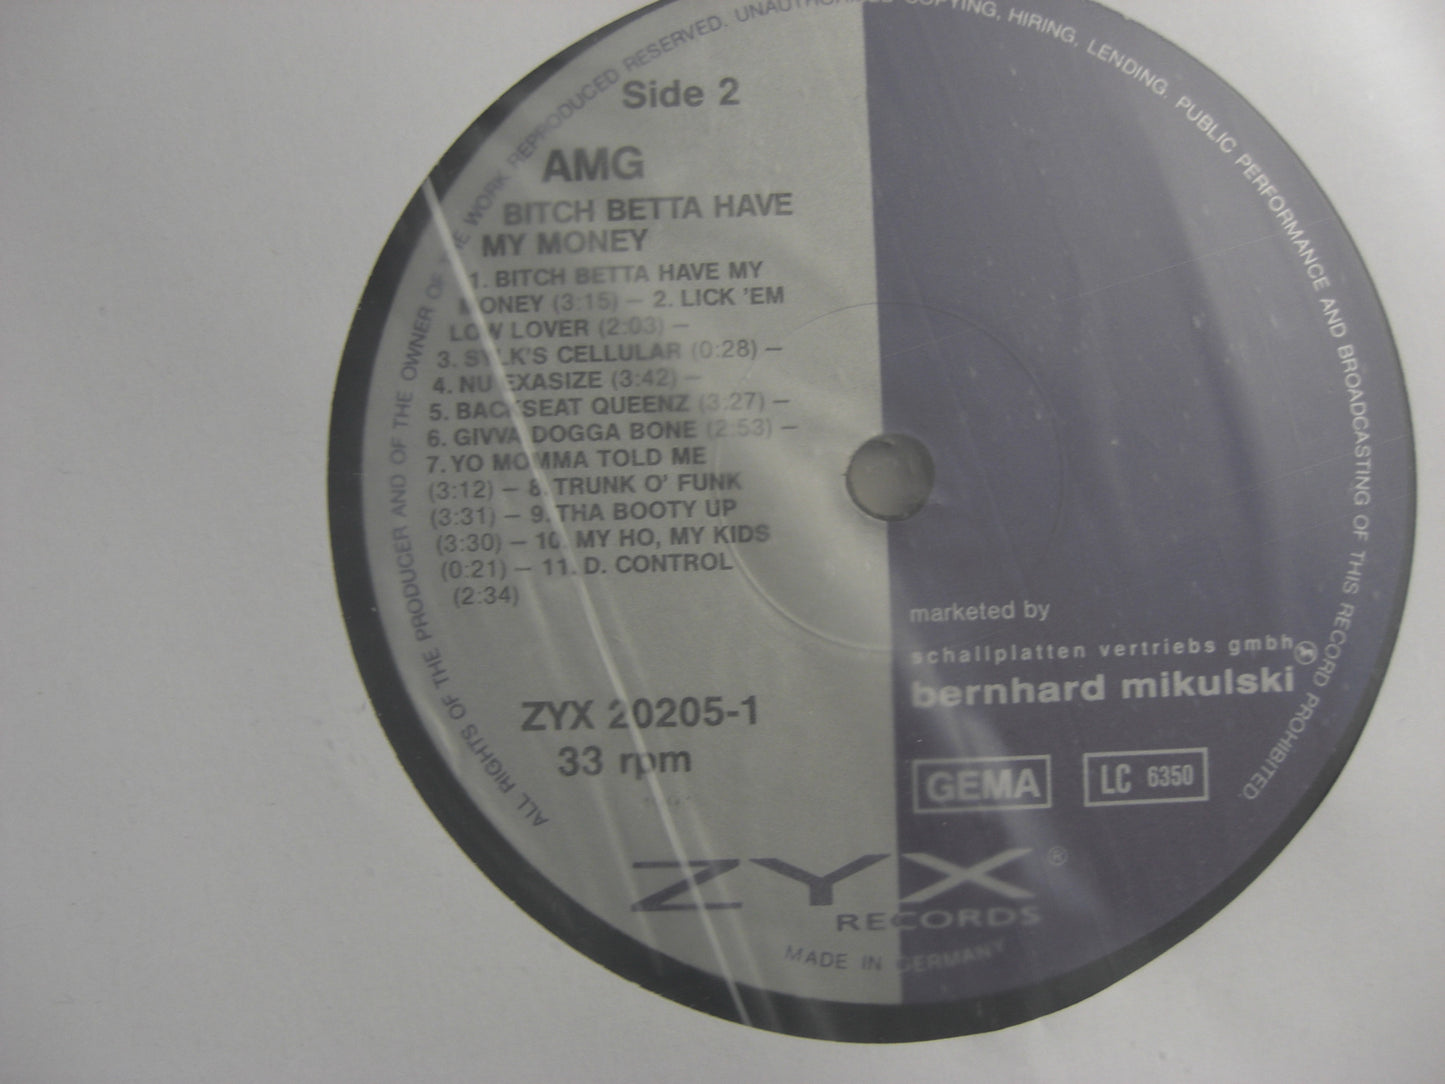 Side 2
AMG
BITCH BETTA HAVE
MY MONEY
1. BITCH BETTA HAVE MY
MONEY (3:15) – 2. LICK 'EM
LOW LOVER (2:03) –
3. SYLK'S CELLULAR (0:28) –
4. NU EXASIZE (3:42) –
5. BACKSEAT QUEENZ (3:27) –
6. GIVVA DOGGA BONE (2:53) –
7. YO MOMMA TOLD ME
(3:12) – 8. TRUNK O' FUNK
(3:31) – 9. THA BOOTY UP
(3:30) – 10. MY HO, MY KIDS
(0:21) – 11. D. CONTROL
(2:34)
ZYX 20205-1
33 rpm
marketed by
schallplatten vertriebs gmbh
bernhard mikulski
GEMA
LC 6350
ZYX ®
RECORDS
MADE IN GERMANY
ALL RIGHTS OF THE PRODUCER AND OF THE OWNER OF THE WORK REPRODUCED RESERVED. UNAUTHORISED COPYING, HIRING, LENDING, PUBLIC PERFORMANCE AND BROADCASTING OF THIS RECORD PROHIBITED.